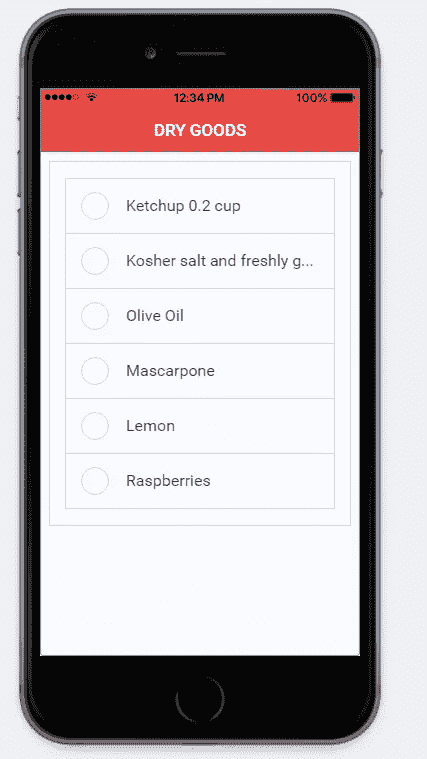 12:34 PM 100%
DRY GOODS
Ketchup 0.2 cup
Kosher salt and freshly g...
Olive Oil
Mascarpone
Lemon
Raspberries